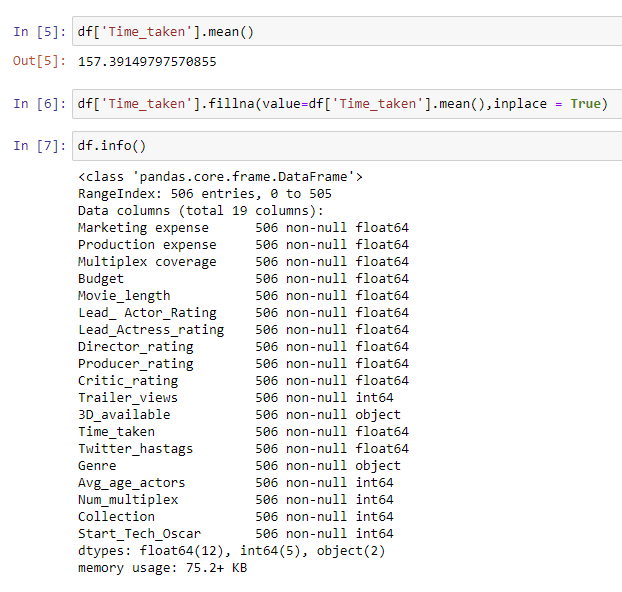 In [5]: df['Time_taken'].mean()
Out[5]: 157.39149797570855
In [6]: df['Time_taken'].fillna(value=df['Time_taken'].mean(),inplace = True)
In [7]: df.info()
<class 'pandas.core.frame.DataFrame'>
RangeIndex: 506 entries, 0 to 505
Data columns (total 19 columns):
Marketing expense      506 non-null float64
Production expense     506 non-null float64
Multiplex coverage     506 non-null float64
Budget                 506 non-null float64
Movie_length           506 non-null float64
Lead_ Actor_Rating     506 non-null float64
Lead_Actress_rating    506 non-null float64
Director_rating        506 non-null float64
Producer_rating        506 non-null float64
Critic_rating          506 non-null float64
Trailer_views          506 non-null int64
3D_available           506 non-null object
Time_taken             506 non-null float64
Twitter_hastags        506 non-null float64
Genre                  506 non-null object
Avg_age_actors         506 non-null int64
Num_multiplex          506 non-null int64
Collection             506 non-null int64
Start_Tech_Oscar       506 non-null int64
dtypes: float64(12), int64(5), object(2)
memory usage: 75.2+ KB